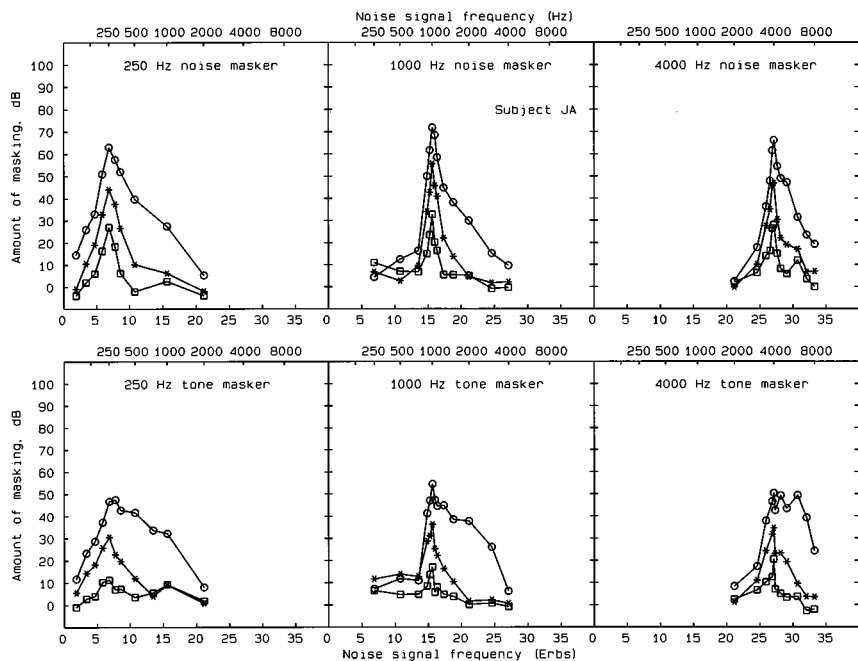 Noise signal frequency (Hz)
250 500 1000 2000 4000 8000 250 500 1000 2000 4000 8000 250 500 1000 2000 4000 8000
100 250 Hz noise masker 1000 Hz noise masker 4000 Hz noise masker
90
80 Subject JA
70
60
50
40
30
20
10
0
Amount of masking, dB
0 5 10 15 20 25 30 35 0 5 10 15 20 25 30 35 0 5 10 15 20 25 30 35
250 500 1000 2000 4000 8000 250 500 1000 2000 4000 8000 250 500 1000 2000 4000 8000
100 250 Hz tone masker 1000 Hz tone masker 4000 Hz tone masker
90
80
70
60
50
40
30
20
10
0
Amount of masking, dB
0 5 10 15 20 25 30 35 0 5 10 15 20 25 30 35 0 5 10 15 20 25 30 35
Noise signal frequency (Erbs)